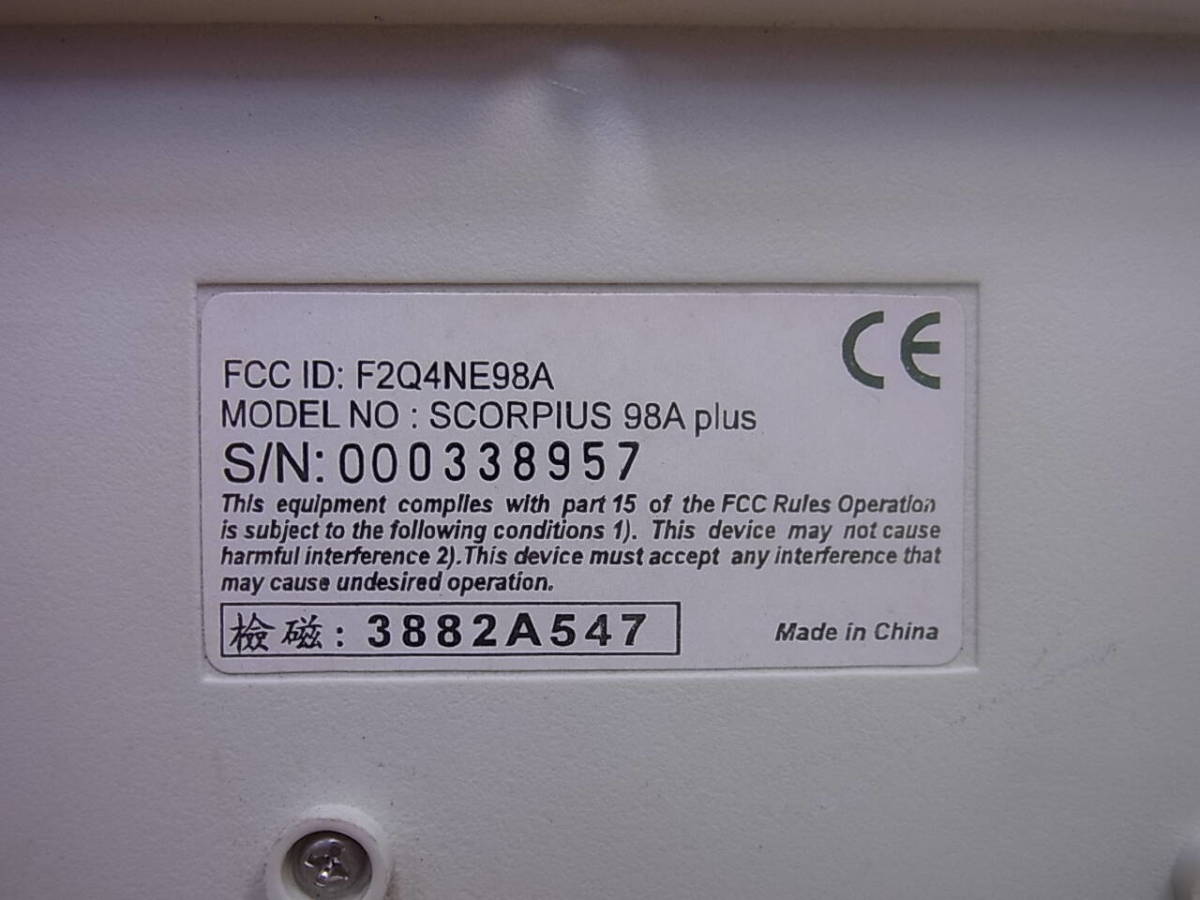 CE
FCC ID: F2Q4NE98A
MODEL NO : SCORPIUS 98A plus
S/N: 000338957
This equipment complies with part 15 of the FCC Rules Operation
is subject to the following conditions 1). This device may not cause
harmful interference 2).This device must accept any interference that
may cause undesired operation.
檢磁: 3882A547
Made in China